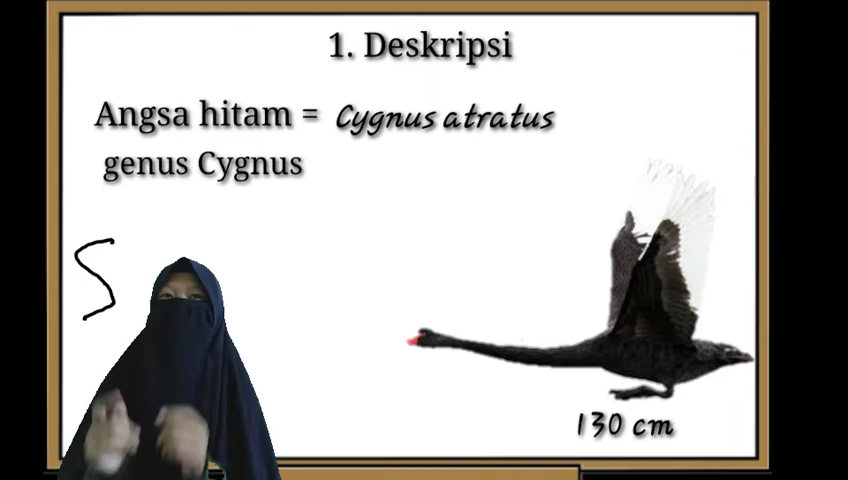 1. Deskripsi
Angsa hitam = Cygnus atratus
genus Cygnus
S
130 cm